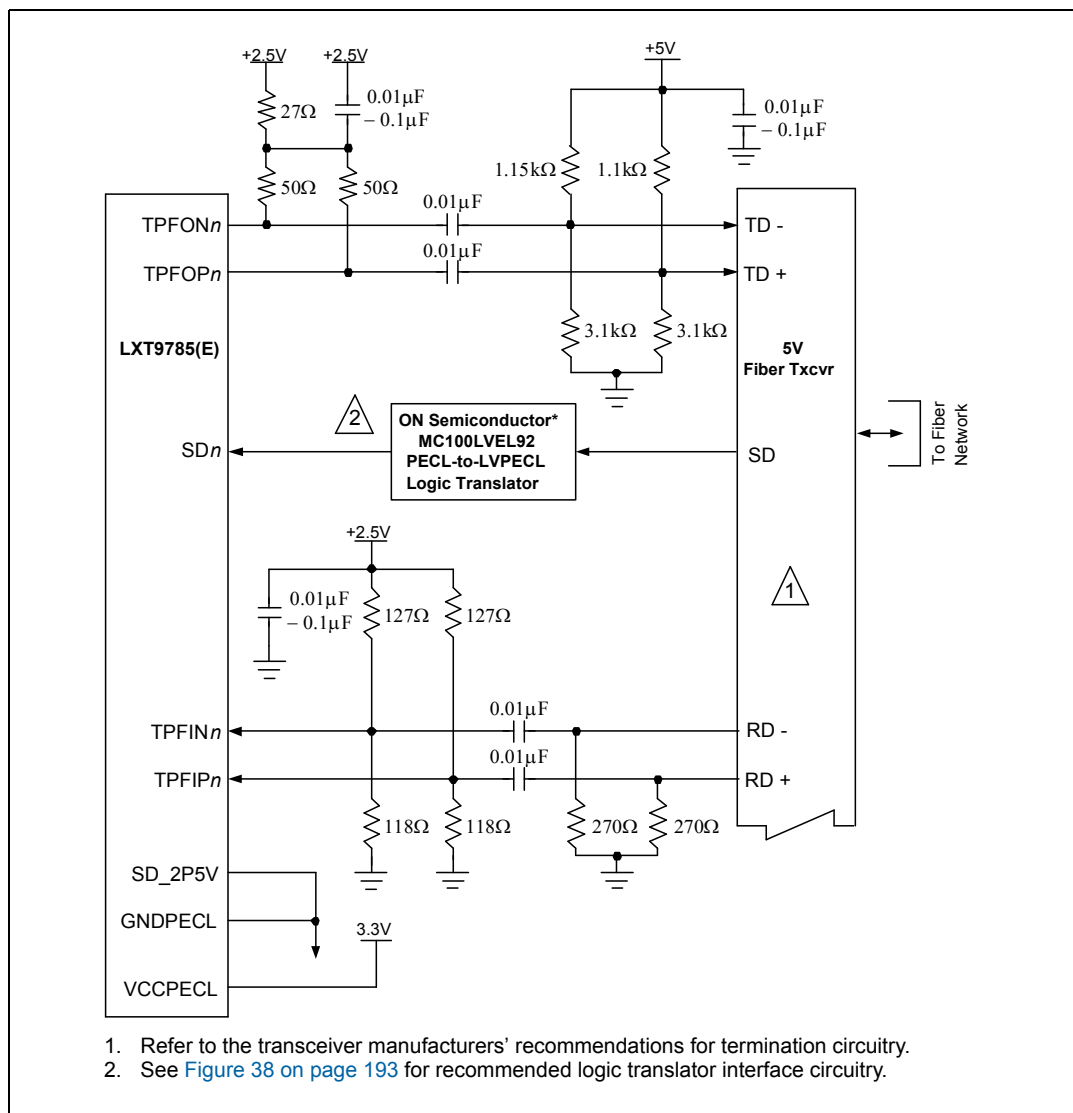 +2.5V +2.5V +5V
27Ω
0.01µF
– 0.1µF
0.01µF
– 0.1µF
50Ω 50Ω
1.15kΩ 1.1kΩ
TPFONn
0.01µF
TD -
TPFOPn
0.01µF
TD +
3.1kΩ 3.1kΩ
LXT9785(E)
5V
Fiber Txcvr
2
ON Semiconductor*
MC100LVEL92
PECL-to-LVPECL
Logic Translator
SDn
SD
To Fiber
Network
+2.5V
0.01µF
– 0.1µF
127Ω 127Ω
1
TPFINn
0.01µF
RD -
TPFIPn
0.01µF
RD +
118Ω 118Ω 270Ω 270Ω
SD_2P5V
GNDPECL
3.3V
VCCPECL
1. Refer to the transceiver manufacturers’ recommendations for termination circuitry.
2. See Figure 38 on page 193 for recommended logic translator interface circuitry.